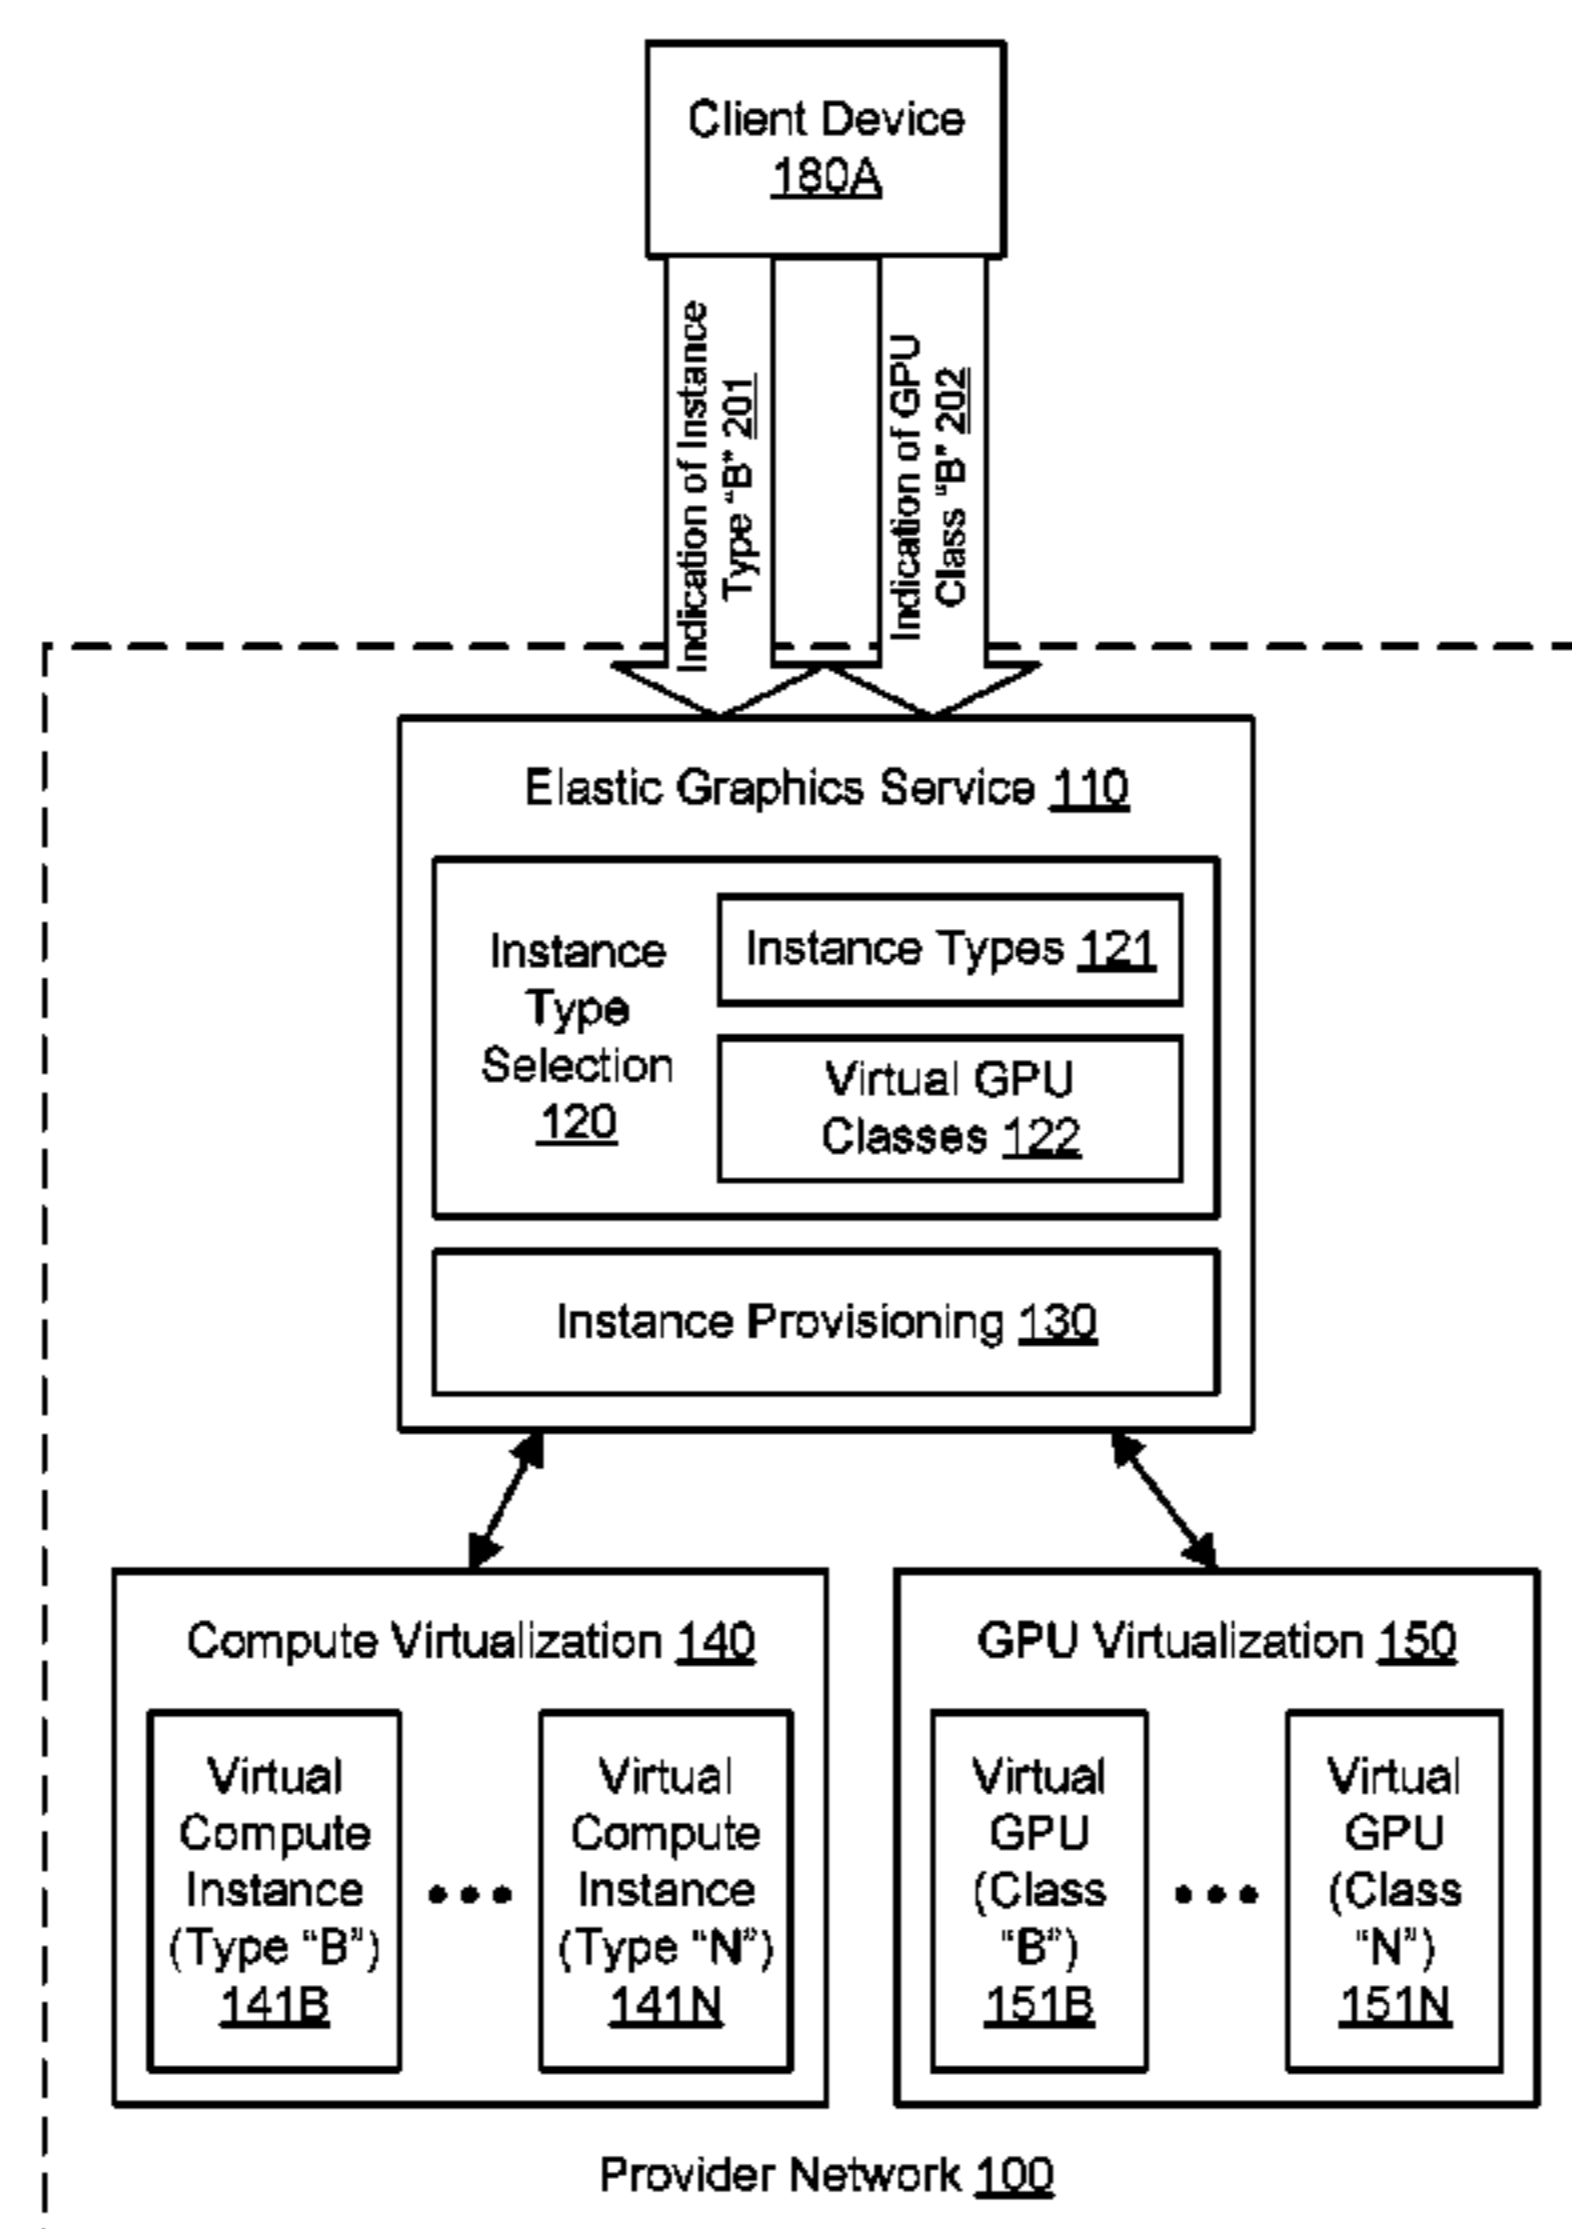 Client Device
180A
Indication of Instance
Type “B” 201
Indication of GPU
Class “B” 202
Elastic Graphics Service 110
Instance
Type
Selection
120
Instance Types 121
Virtual GPU
Classes 122
Instance Provisioning 130
Compute Virtualization 140
Virtual
Compute
Instance
(Type “B”)
141B
Virtual
Compute
Instance
(Type “N”)
141N
GPU Virtualization 150
Virtual
GPU
(Class
“B”)
151B
Virtual
GPU
(Class
“N”)
151N
Provider Network 100